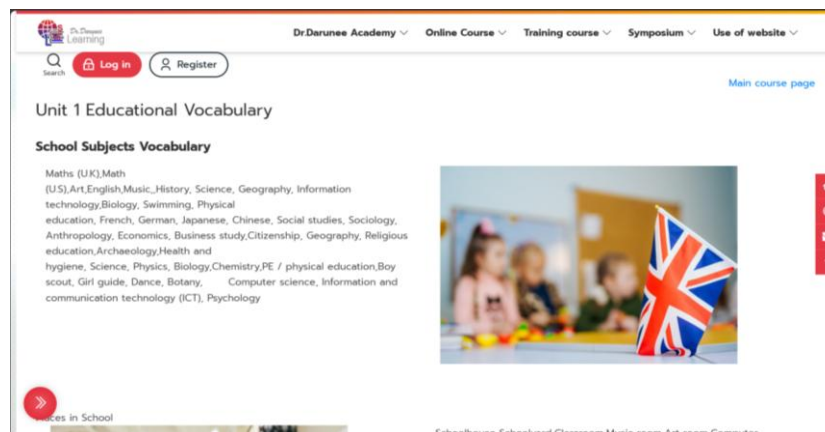 Dr.Darunee
Learning
Dr.Darunee Academy
Online Course
Training course
Symposium
Use of website
Search
Log in
Register
Main course page
Unit 1 Educational Vocabulary
School Subjects Vocabulary
Maths (U.K),Math
(U.S),Art,English,Music,,History, Science, Geography, Information
technology,Biology, Swimming, Physical
education, French, German, Japanese, Chinese, Social studies, Sociology,
Anthropology, Economics, Business study,Citizenship, Geography, Religious
education,Archaeology,Health and
hygiene, Science, Physics, Biology,Chemistry,PE / physical education,Boy
scout, Girl guide, Dance, Botany, Computer science, Information and
communication technology (ICT), Psychology
in School